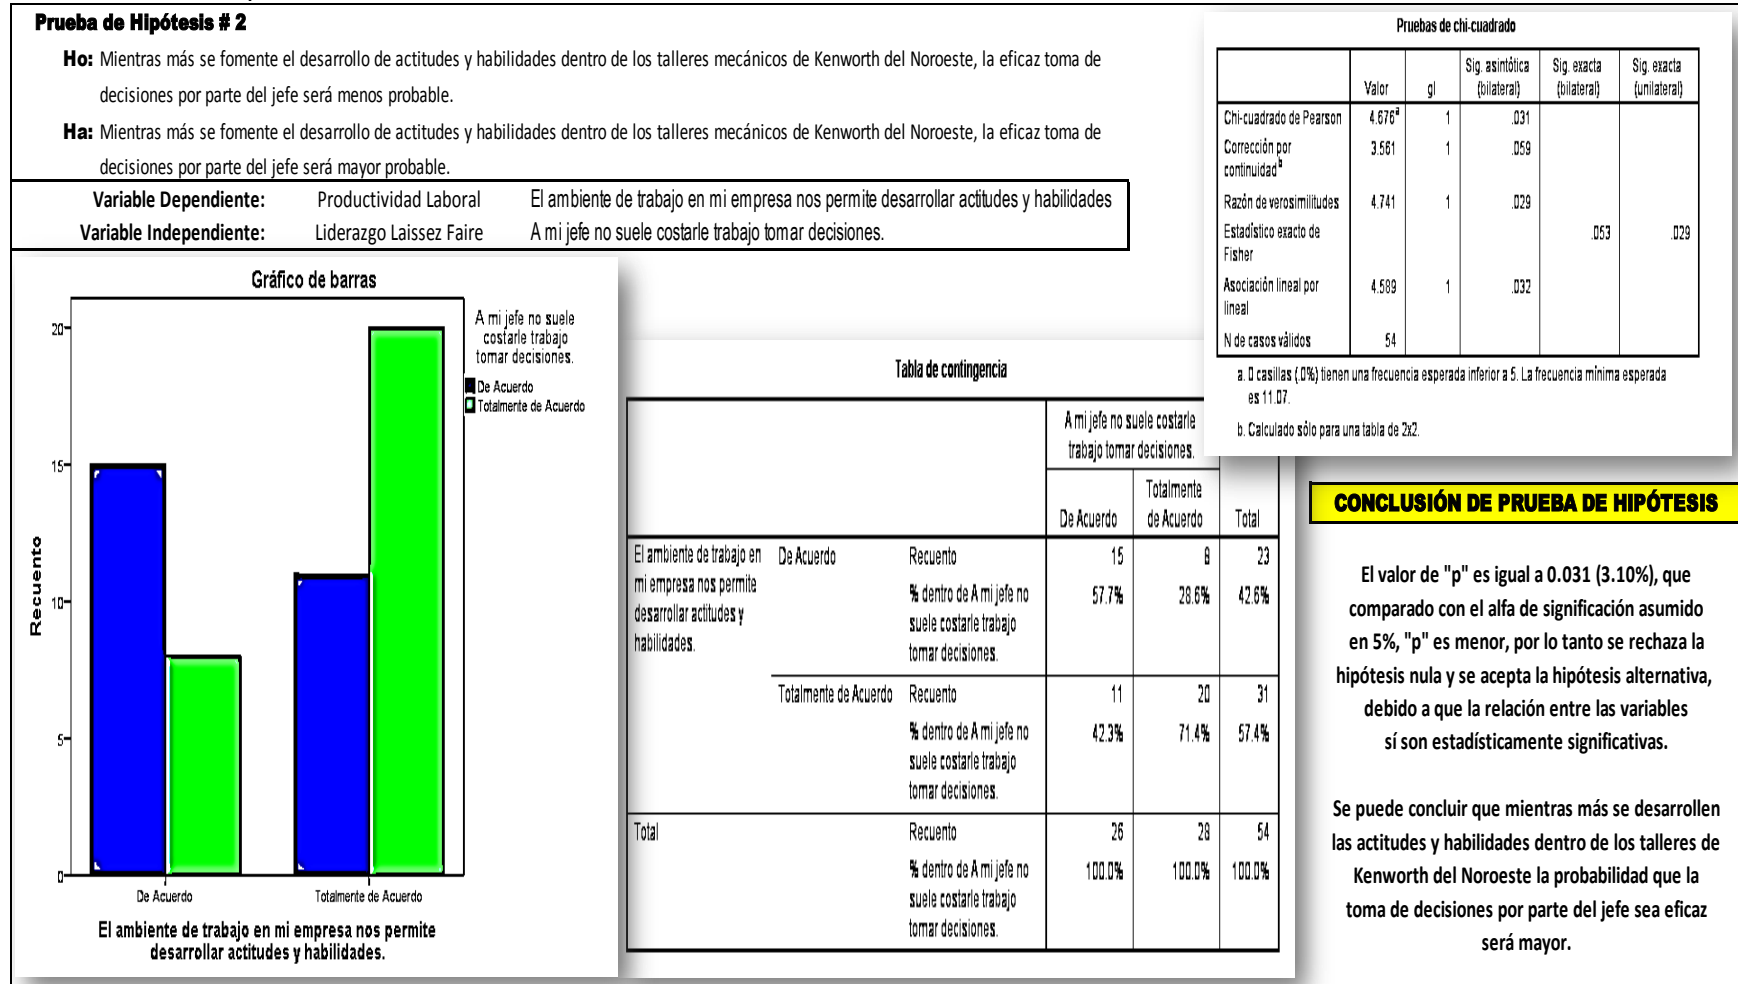 Prueba de Hipótesis # 2
Ho: Mientras más se fomente el desarrollo de actitudes y habilidades dentro de los talleres mecánicos de Kenworth del Noroeste, la eficaz toma de
decisiones por parte del jefe será menos probable.
Ha: Mientras más se fomente el desarrollo de actitudes y habilidades dentro de los talleres mecánicos de Kenworth del Noroeste, la eficaz toma de
decisiones por parte del jefe será mayor probable.
Variable Dependiente: Productividad Laboral El ambiente de trabajo en mi empresa nos permite desarrollar actitudes y habilidades
Variable Independiente: Liderazgo Laissez Faire A mi jefe no suele costarle trabajo tomar decisiones.
Gráfico de barras
A mi jefe no suele
costarle trabajo
tomar decisiones.
De Acuerdo
Totalmente de Acuerdo
Recuento
20
15
10
5
0
De Acuerdo Totalmente de Acuerdo
El ambiente de trabajo en mi empresa nos permite
desarrollar actitudes y habilidades.
Tabla de contingencia
A mi jefe no suele costarle
trabajo tomar decisiones.
De Acuerdo
Totalmente
de Acuerdo
Total
El ambiente de trabajo en De Acuerdo Recuento 15 8 23
mi empresa nos permite % dentro de A mi jefe no 57.7% 28.6% 42.6%
desarrollar actitudes y suele costarle trabajo
habilidades. tomar decisiones.
Totalmente de Acuerdo Recuento 11 20 31
% dentro de A mi jefe no 42.3% 71.4% 57.4%
suele costarle trabajo
tomar decisiones.
Total Recuento 26 28 54
% dentro de A mi jefe no 100.0% 100.0% 100.0%
suele costarle trabajo
tomar decisiones.
Pruebas de chi-cuadrado
Valor gl Sig. asintótica (bilateral) Sig. exacta (bilateral) Sig. exacta (unilateral)
Chi-cuadrado de Pearson 4.676a 1 .031
Corrección por 3.561 1 .059
continuidadb
Razón de verosimilitudes 4.741 1 .029
Estadístico exacto de .053 .029
Fisher
Asociación lineal por 4.589 1 .032
lineal
N de casos válidos 54
a. 0 casillas (.0%) tienen una frecuencia esperada inferior a 5. La frecuencia mínima esperada
es 11.07.
b. Calculado sólo para una tabla de 2x2.
CONCLUSIÓN DE PRUEBA DE HIPÓTESIS
El valor de "p" es igual a 0.031 (3.10%), que
comparado con el alfa de significación asumido
en 5%, "p" es menor, por lo tanto se rechaza la
hipótesis nula y se acepta la hipótesis alternativa,
debido a que la relación entre las variables
sí son estadísticamente significativas.
Se puede concluir que mientras más se desarrollen
las actitudes y habilidades dentro de los talleres de
Kenworth del Noroeste la probabilidad que la
toma de decisiones por parte del jefe sea eficaz
será mayor.